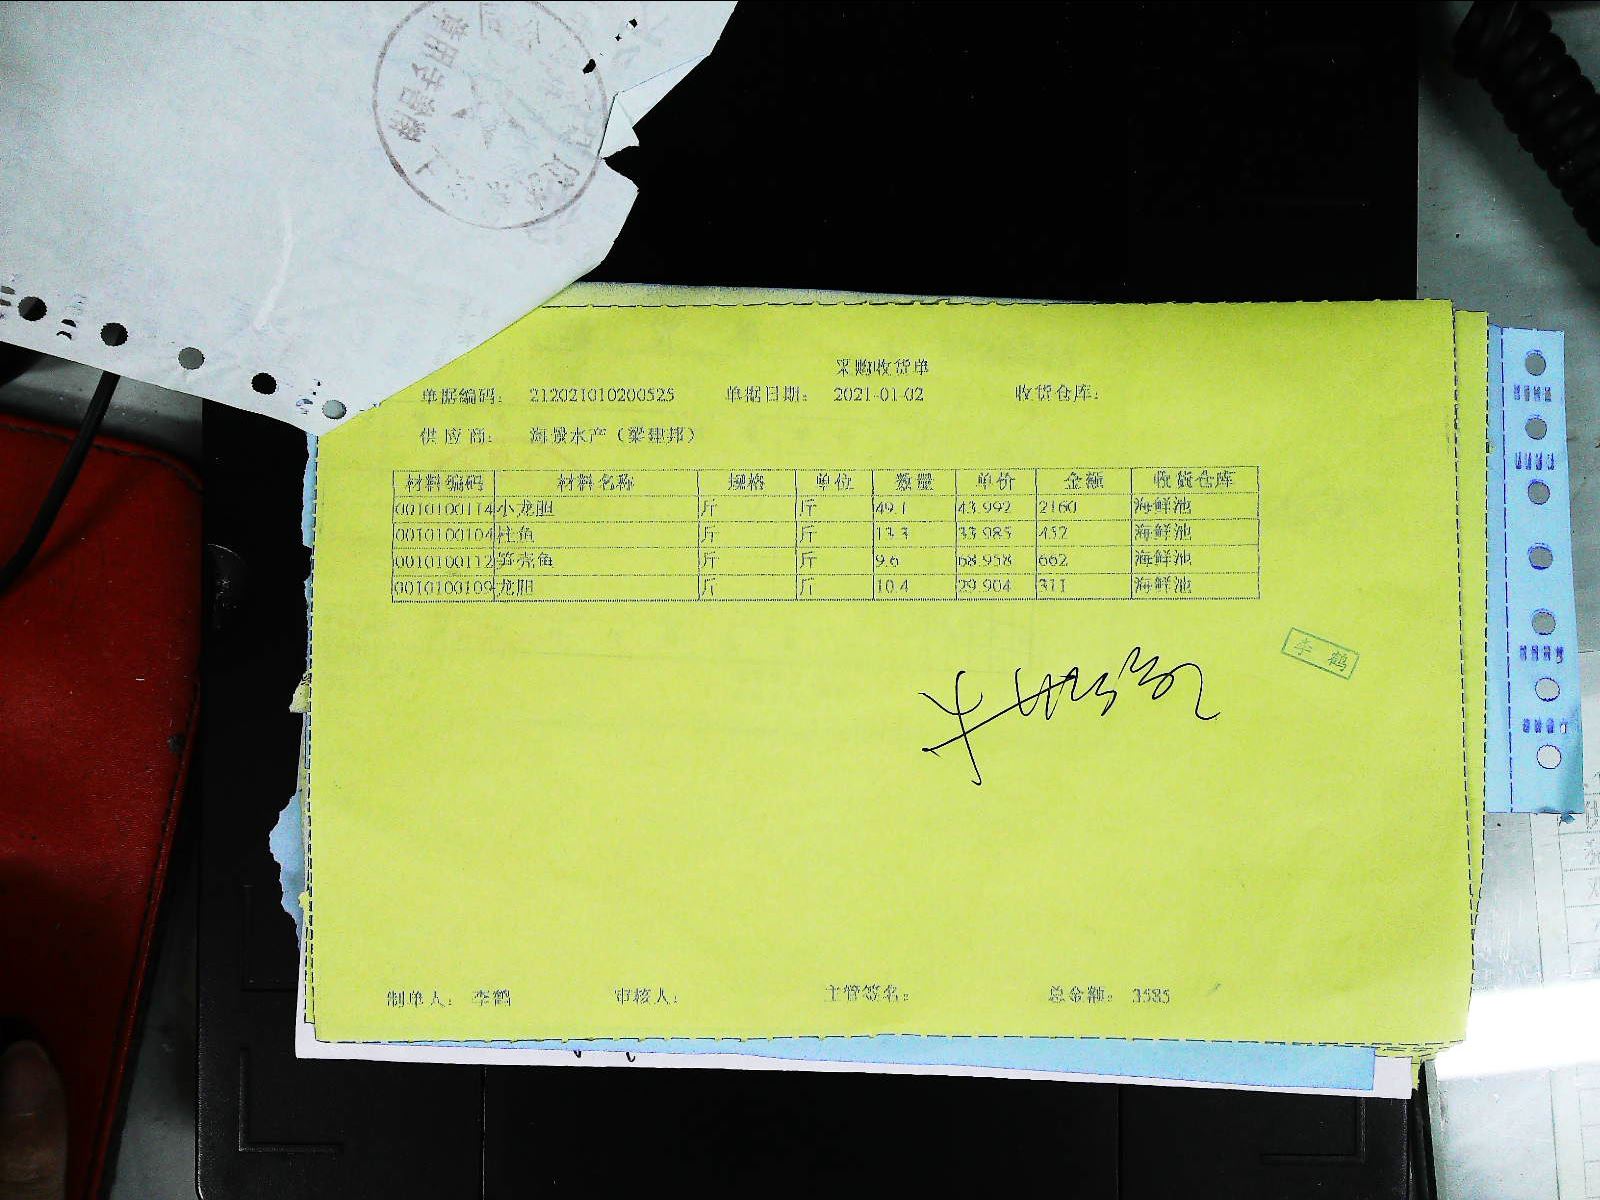 采购收货单
单据编码： 212021010200525 单据日期： 2021-01-02 收货仓库：
供应商： 海景水产（梁建邦）
材料编码 材料名称 规格 单位 数量 单价 金额 收货仓库
0010100114 小龙胆 斤 斤 49.1 43.992 2160 海鲜池
0010100104 桂鱼 斤 斤 13.3 33.985 452 海鲜池
0010100112 笋壳鱼 斤 斤 9.6 68.958 662 海鲜池
0010100109 龙胆 斤 斤 10.4 29.904 311 海鲜池
李鹤
制单人： 李鹤 审核人： 主管签名： 总金额： 3585